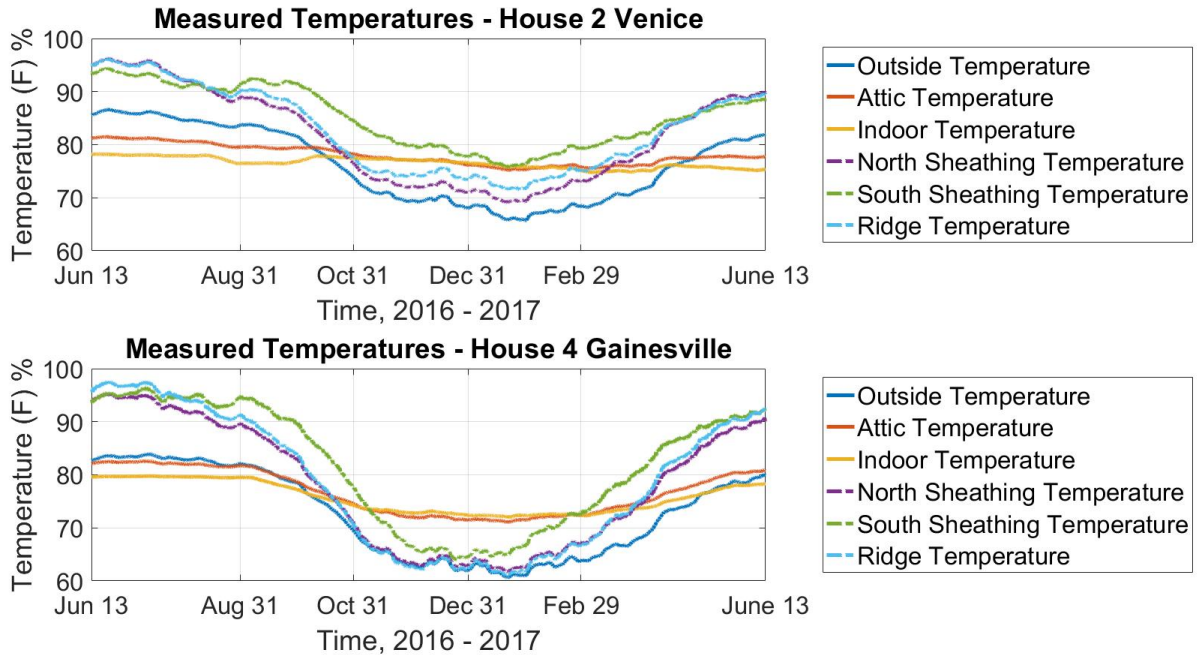 Measured Temperatures - House 2 Venice
Temperature (F) %
100
90
80
70
60
Jun 13 Aug 31 Oct 31 Dec 31 Feb 29 June 13
Time, 2016 - 2017
Outside Temperature
Attic Temperature
Indoor Temperature
North Sheathing Temperature
South Sheathing Temperature
Ridge Temperature
Measured Temperatures - House 4 Gainesville
Temperature (F) %
100
90
80
70
60
Jun 13 Aug 31 Oct 31 Dec 31 Feb 29 June 13
Time, 2016 - 2017
Outside Temperature
Attic Temperature
Indoor Temperature
North Sheathing Temperature
South Sheathing Temperature
Ridge Temperature